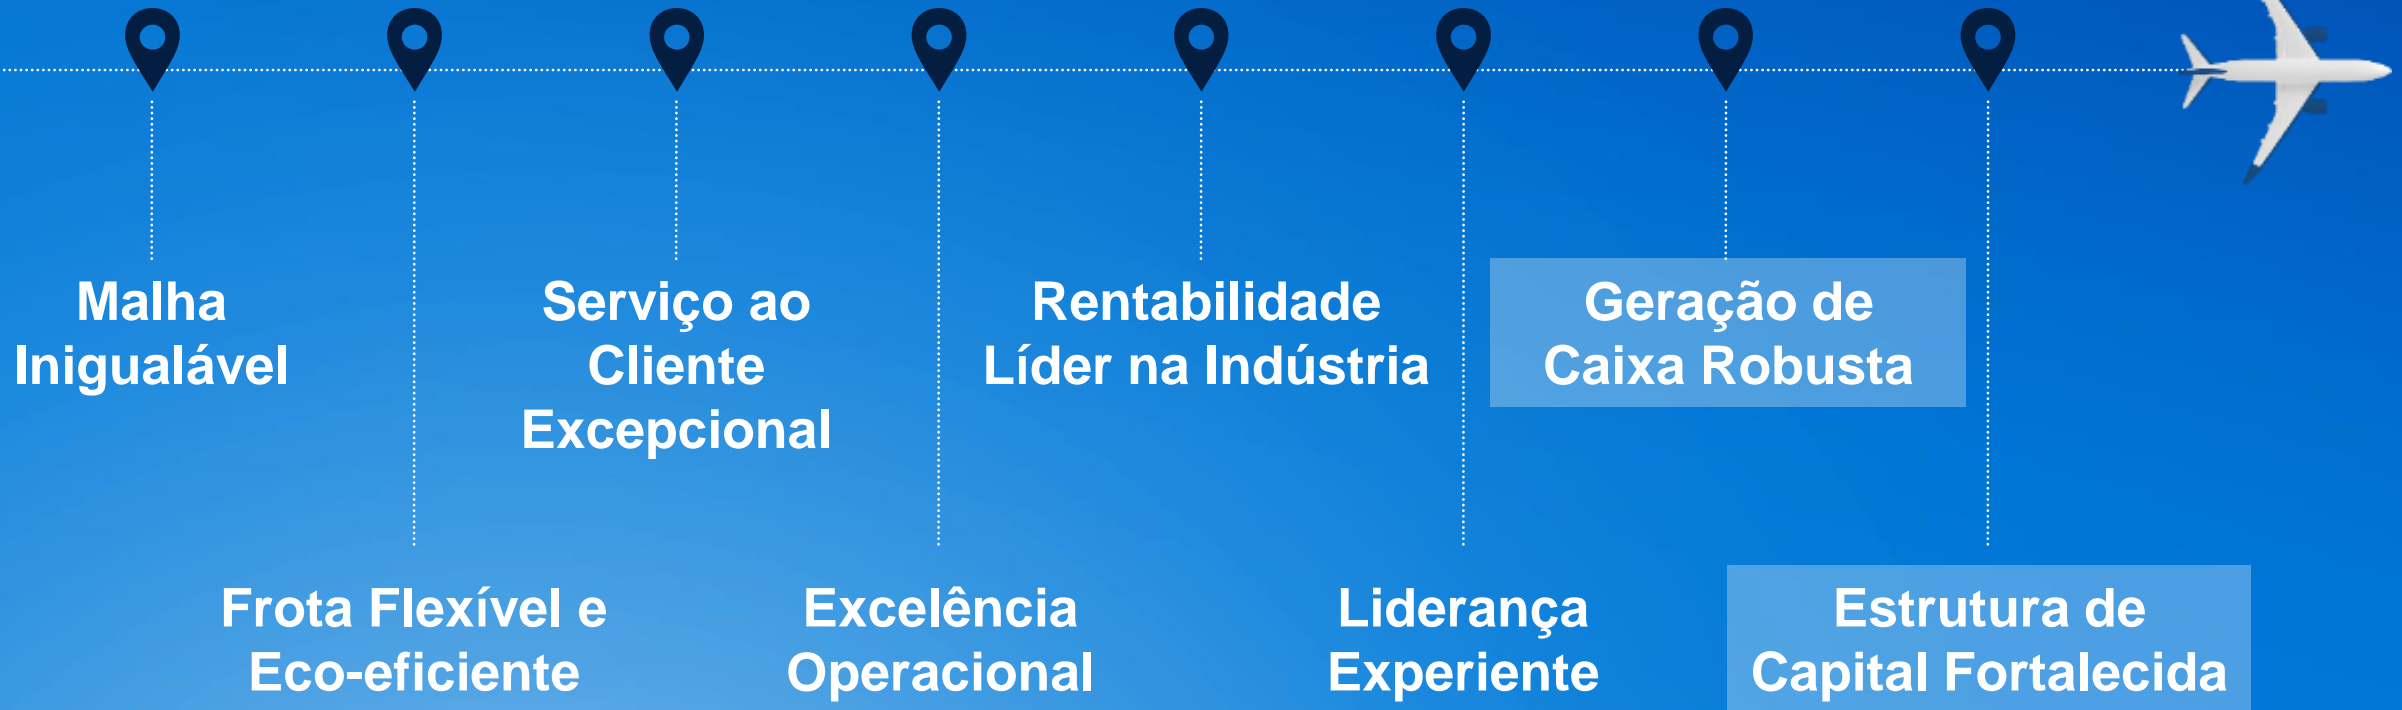 Malha
Inigualável
Frota Flexível e
Eco-eficiente
Serviço ao
Cliente
Excepcional
Excelência
Operacional
Rentabilidade
Líder na Indústria
Liderança
Experiente
Geração de
Caixa Robusta
Estrutura de
Capital Fortalecida